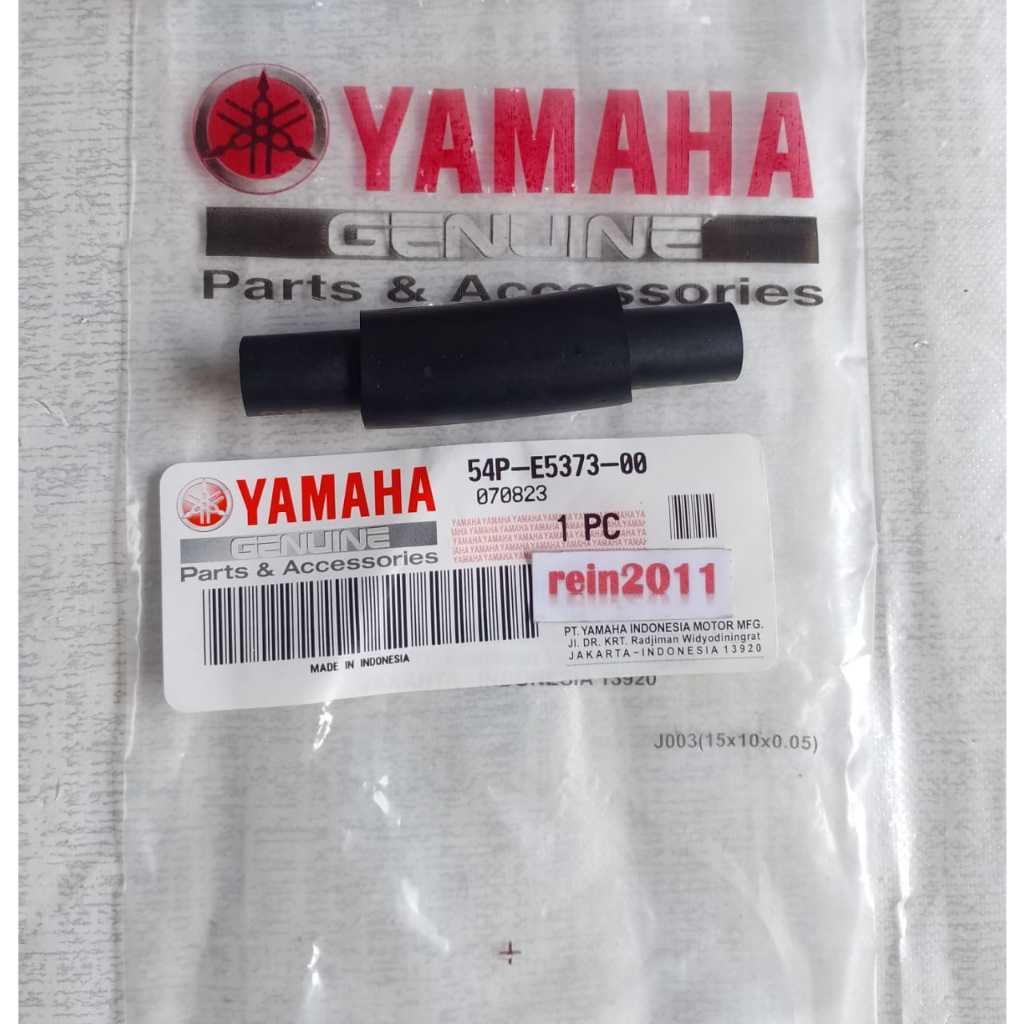 YAMAHA
GENUINE
Parts & Accessories
54P-E5373-00
070823
YAMAHA
GENUINE
Parts & Accessories
1 PC
rein2011
MADE IN INDONESIA
PT. YAMAHA INDONESIA MOTOR MFG.
Jl. DR. KRT. Radjiman Widyodiningrat
JAKARTA-INDONESIA 13920
13920
J003(15x10x0.05)